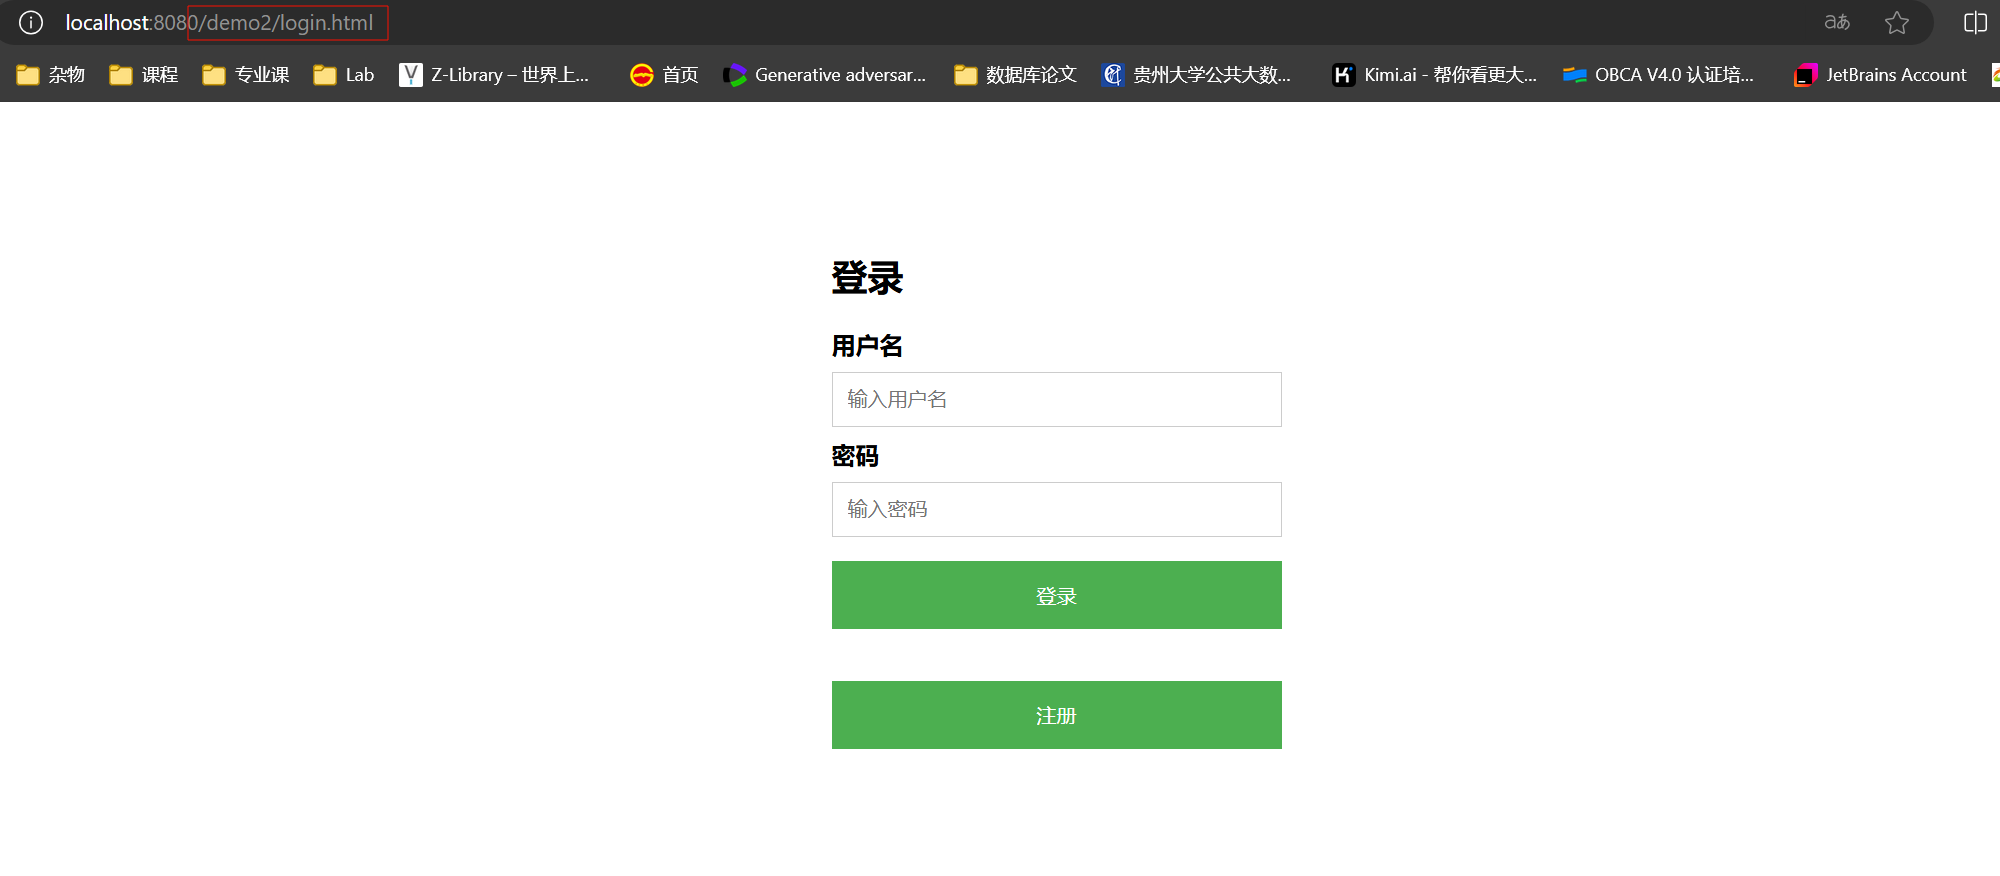 localhost:8080/demo2/login.html aあ
杂物 课程 专业课 Lab Z-Library – 世界上... 首页 Generative adversar... 数据库论文 贵州大学公共大数... Kimi.ai - 帮你看更大... OBCA V4.0 认证培... JetBrains Account
登录
用户名
输入用户名
密码
输入密码
登录
注册